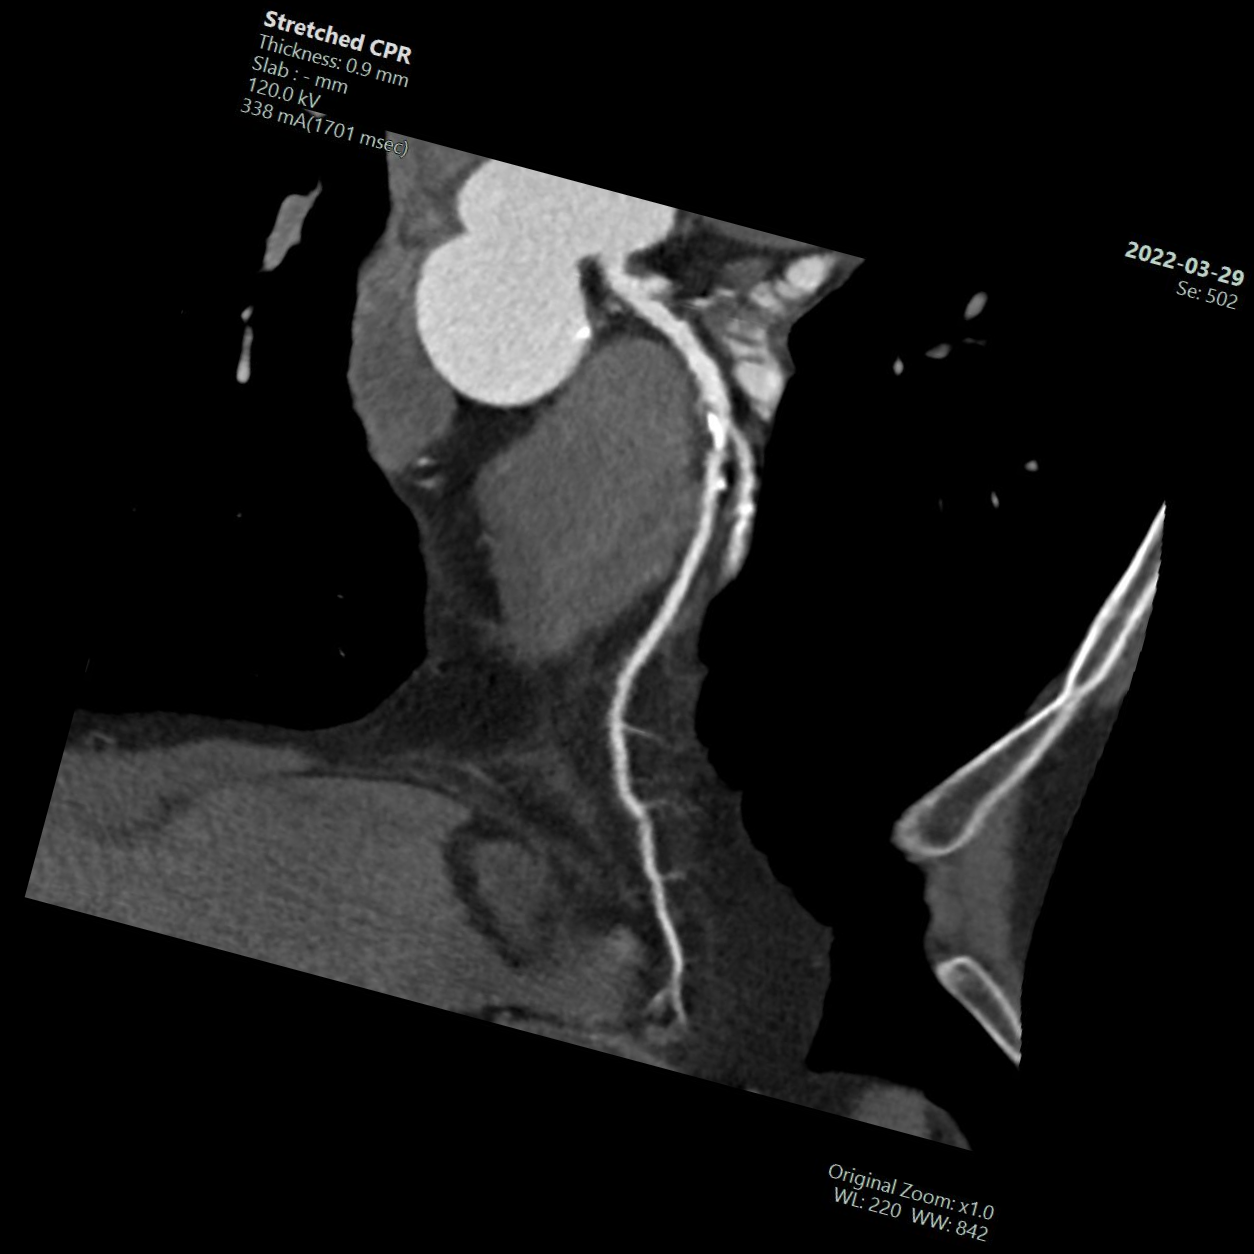 Stretched CPR
Thickness: 0.9 mm
Slab : - mm
120.0 kV
338 mA(1701 msec)
2022-03-29
Se: 502
Original Zoom: x1.0
WL: 220 WW: 842